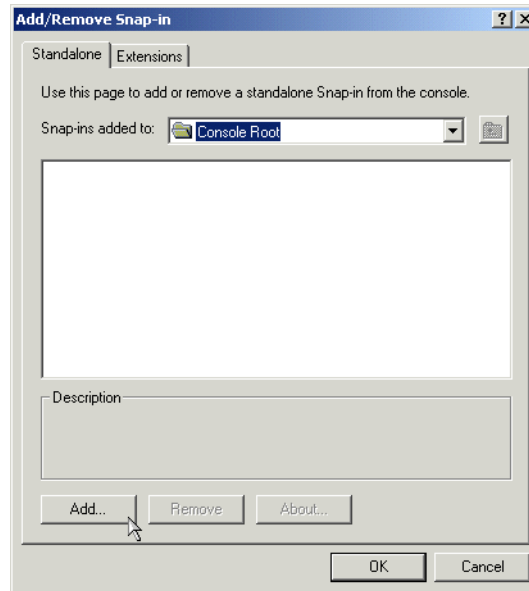 Add/Remove Snap-in
Standalone Extensions
Use this page to add or remove a standalone Snap-in from the console.
Snap-ins added to: Console Root
Description
Add... Remove About...
OK Cancel